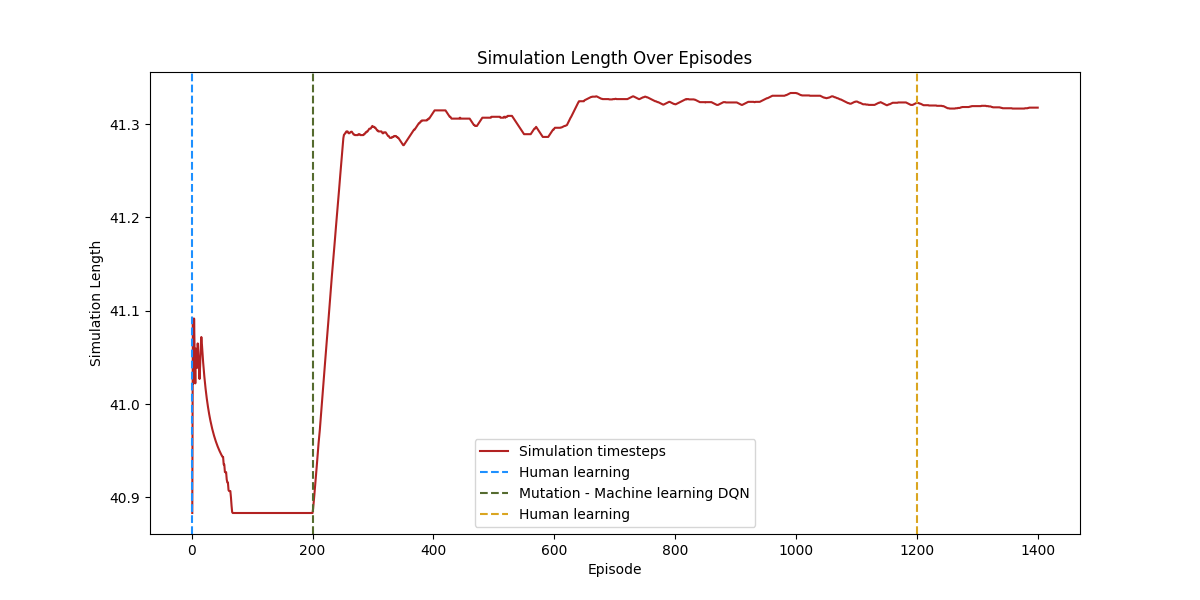 Simulation Length Over Episodes
41.3
41.2
41.1
41.0
40.9
Simulation Length
Simulation timesteps
Human learning
Mutation - Machine learning DQN
Human learning
0 200 400 600 800 1000 1200 1400
Episode